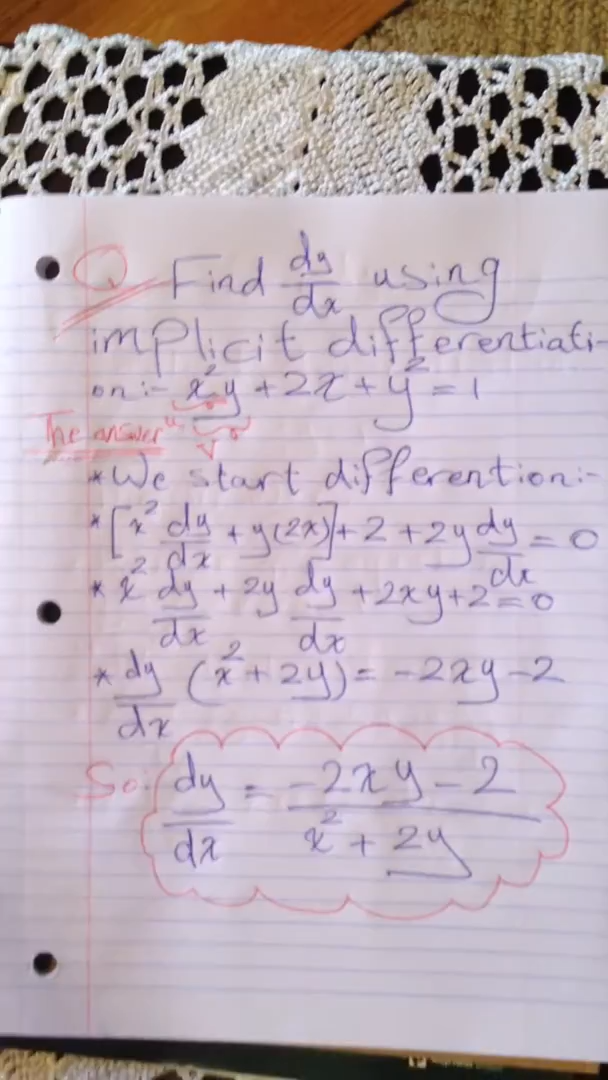 Q Find dy/dx using
implicit differentiati-
on:- x²y + 2x + y² = 1
The answer u v
*We start differention:-
*[x² dy/dx + y(2x)] + 2 + 2y dy/dx = 0
*x² dy/dx + 2y dy/dx + 2xy + 2 = 0
*dy/dx (x² + 2y) = -2xy - 2
So: dy/dx = -2xy - 2 / x² + 2y